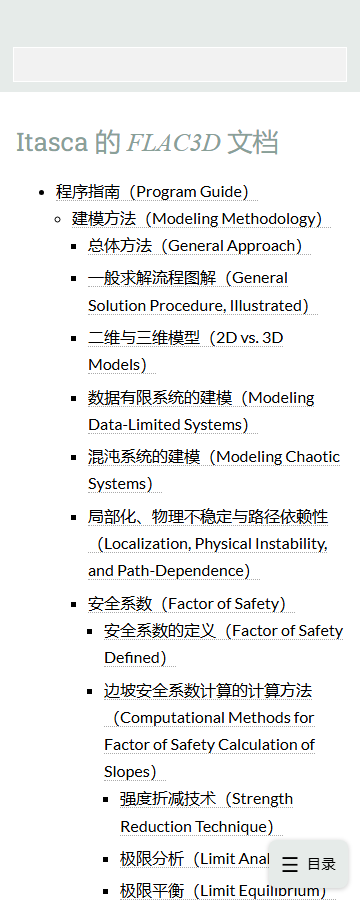 Itasca 的 FLAC3D 文档
程序指南（Program Guide）
建模方法（Modeling Methodology）
总体方法（General Approach）
一般求解流程图解（General
Solution Procedure, Illustrated）
二维与三维模型（2D vs. 3D
Models）
数据有限系统的建模（Modeling
Data-Limited Systems）
混沌系统的建模（Modeling Chaotic
Systems）
局部化、物理不稳定与路径依赖性
（Localization, Physical Instability,
and Path-Dependence）
安全系数（Factor of Safety）
安全系数的定义（Factor of Safety
Defined）
边坡安全系数计算的计算方法
（Computational Methods for
Factor of Safety Calculation of
Slopes）
强度折减技术（Strength
Reduction Technique）
极限分析（Limit Anal
极限平衡（Limit Equilibrium）
目录